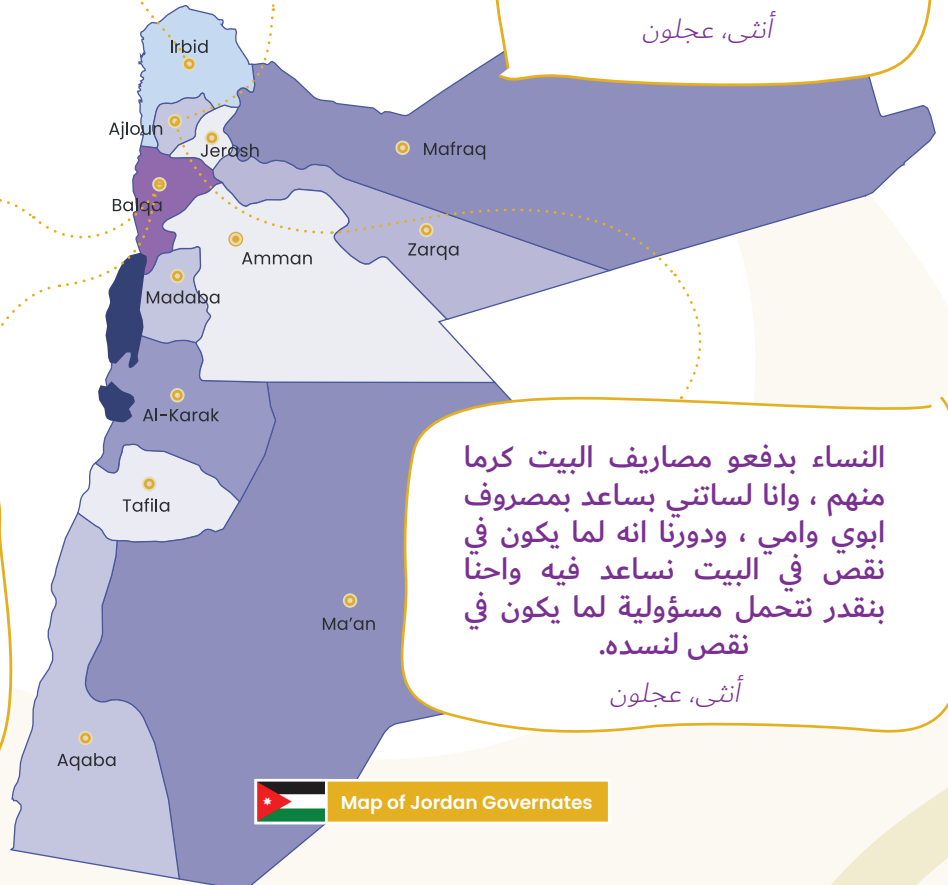 أنثى، عجلون
Irbid
Ajloun
Jerash
Mafraq
Balqa
Amman
Zarqa
Madaba
Al-Karak
Tafila
Ma'an
Aqaba
النساء بدفعو مصاريف البيت كرما
منهم ، وانا لساتني بساعد بمصروف
ابوي وامي ، ودورنا انه لما يكون في
نقص في البيت نساعد فيه واحنا
بنقدر نتحمل مسؤولية لما يكون في
نقص لنسده.
أنثى، عجلون
Map of Jordan Governates